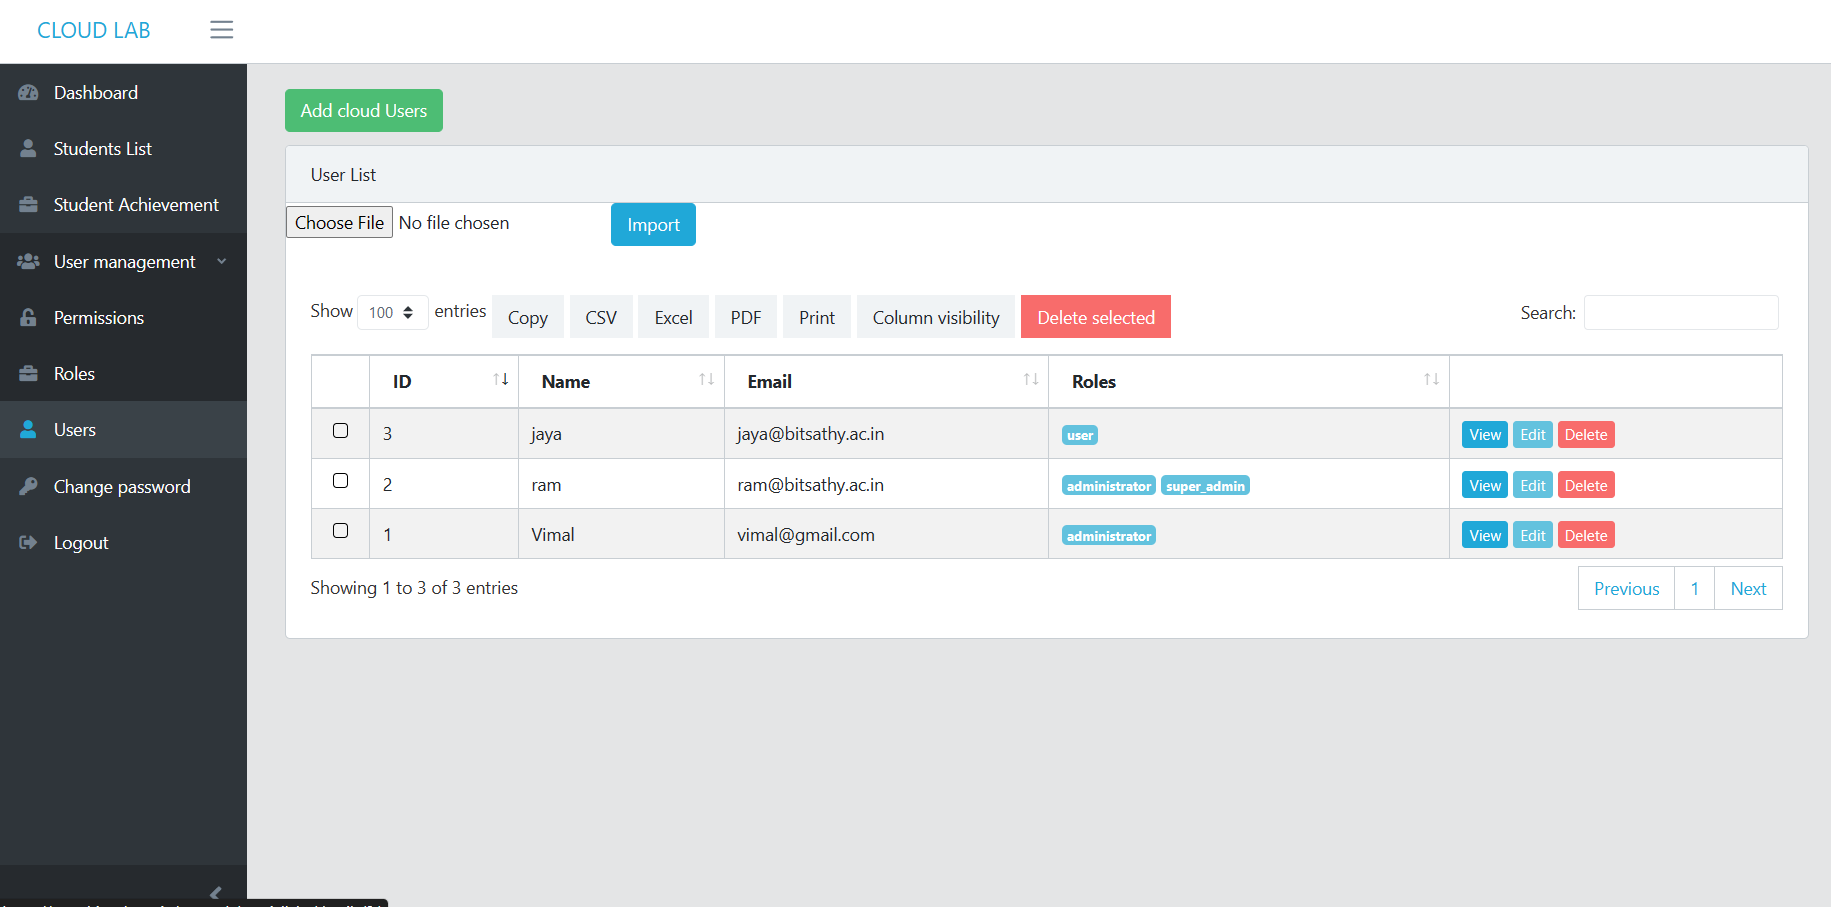 CLOUD LAB
Dashboard
Students List
Student Achievement
User management
Permissions
Roles
Users
Change password
Logout
Add cloud Users
User List
Choose File No file chosen Import
Show 100 entries Copy CSV Excel PDF Print Column visibility Delete selected Search:
ID Name Email Roles
3 jaya jaya@bitsathy.ac.in user View Edit Delete
2 ram ram@bitsathy.ac.in administrator super_admin View Edit Delete
1 Vimal vimal@gmail.com administrator View Edit Delete
Showing 1 to 3 of 3 entries Previous 1 Next